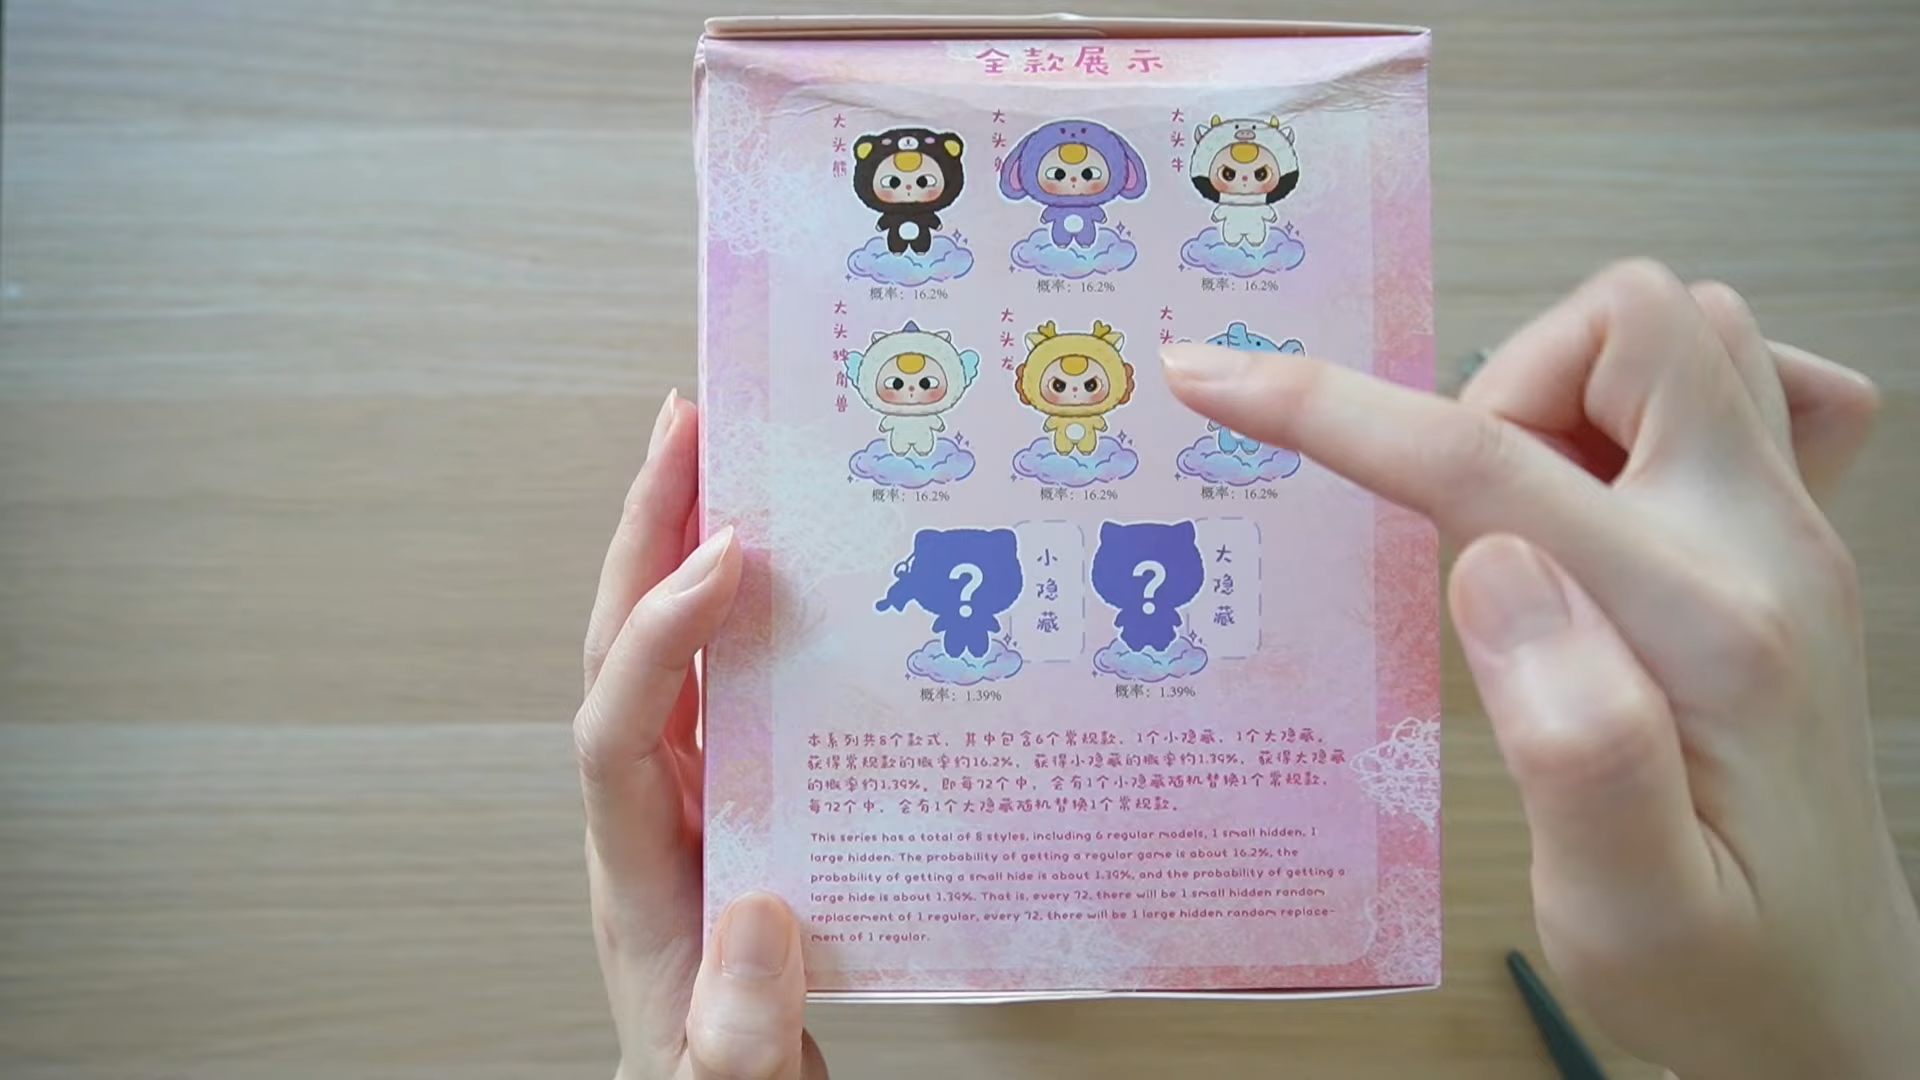 全款展示
大头熊
大头兔
大头牛
概率：16.2%
概率：16.2%
概率：16.2%
大头独角兽
大头龙
大头
概率：16.2%
概率：16.2%
概率：16.2%
?
小隐藏
?
大隐藏
概率：1.39%
概率：1.39%
本系列共8个款式，其中包含6个常规款，1个小隐藏，1个大隐藏。
获得常规款的概率约16.2%，获得小隐藏的概率约1.39%，获得大隐藏
的概率约1.39%。即每72个中，会有1个小隐藏随机替换1个常规款，
每72个中，会有1个大隐藏随机替换1个常规款。
This series has a total of 8 styles, including 6 regular models, 1 small hidden, 1
large hidden. The probability of getting a regular game is about 16.2%, the
probability of getting a small hide is about 1.39%, and the probability of getting a
large hide is about 1.39%. That is, every 72, there will be 1 small hidden random
replacement of 1 regular, every 72, there will be 1 large hidden random replace-
ment of 1 regular.